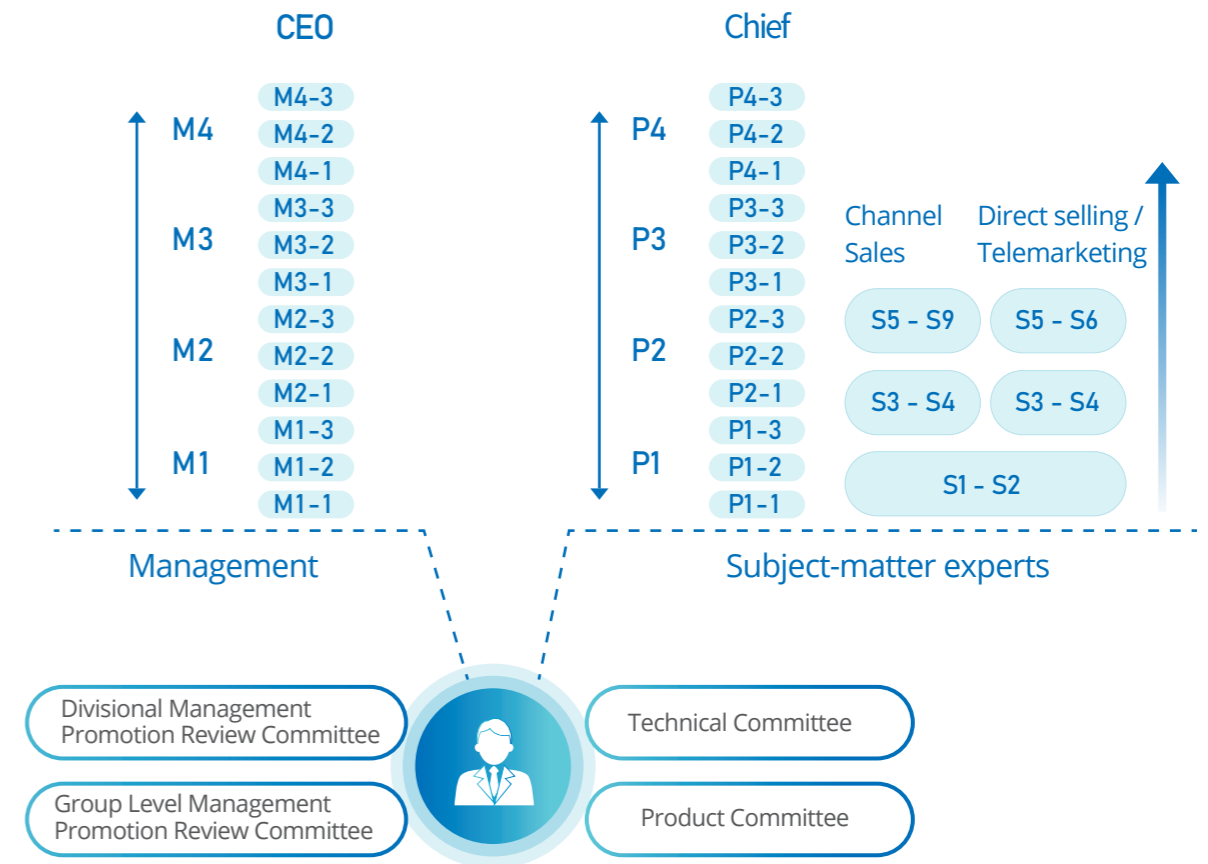 CEO
M4
M3
M2
M1
M4-3
M4-2
M4-1
M3-3
M3-2
M3-1
M2-3
M2-2
M2-1
M1-3
M1-2
M1-1
Management
Chief
P4
P3
P2
P1
P4-3
P4-2
P4-1
P3-3
P3-2
P3-1
P2-3
P2-2
P2-1
P1-3
P1-2
P1-1
Channel
Sales
Direct selling /
Telemarketing
S5 - S9
S5 - S6
S3 - S4
S3 - S4
S1 - S2
Subject-matter experts
Divisional Management
Promotion Review Committee
Group Level Management
Promotion Review Committee
Technical Committee
Product Committee